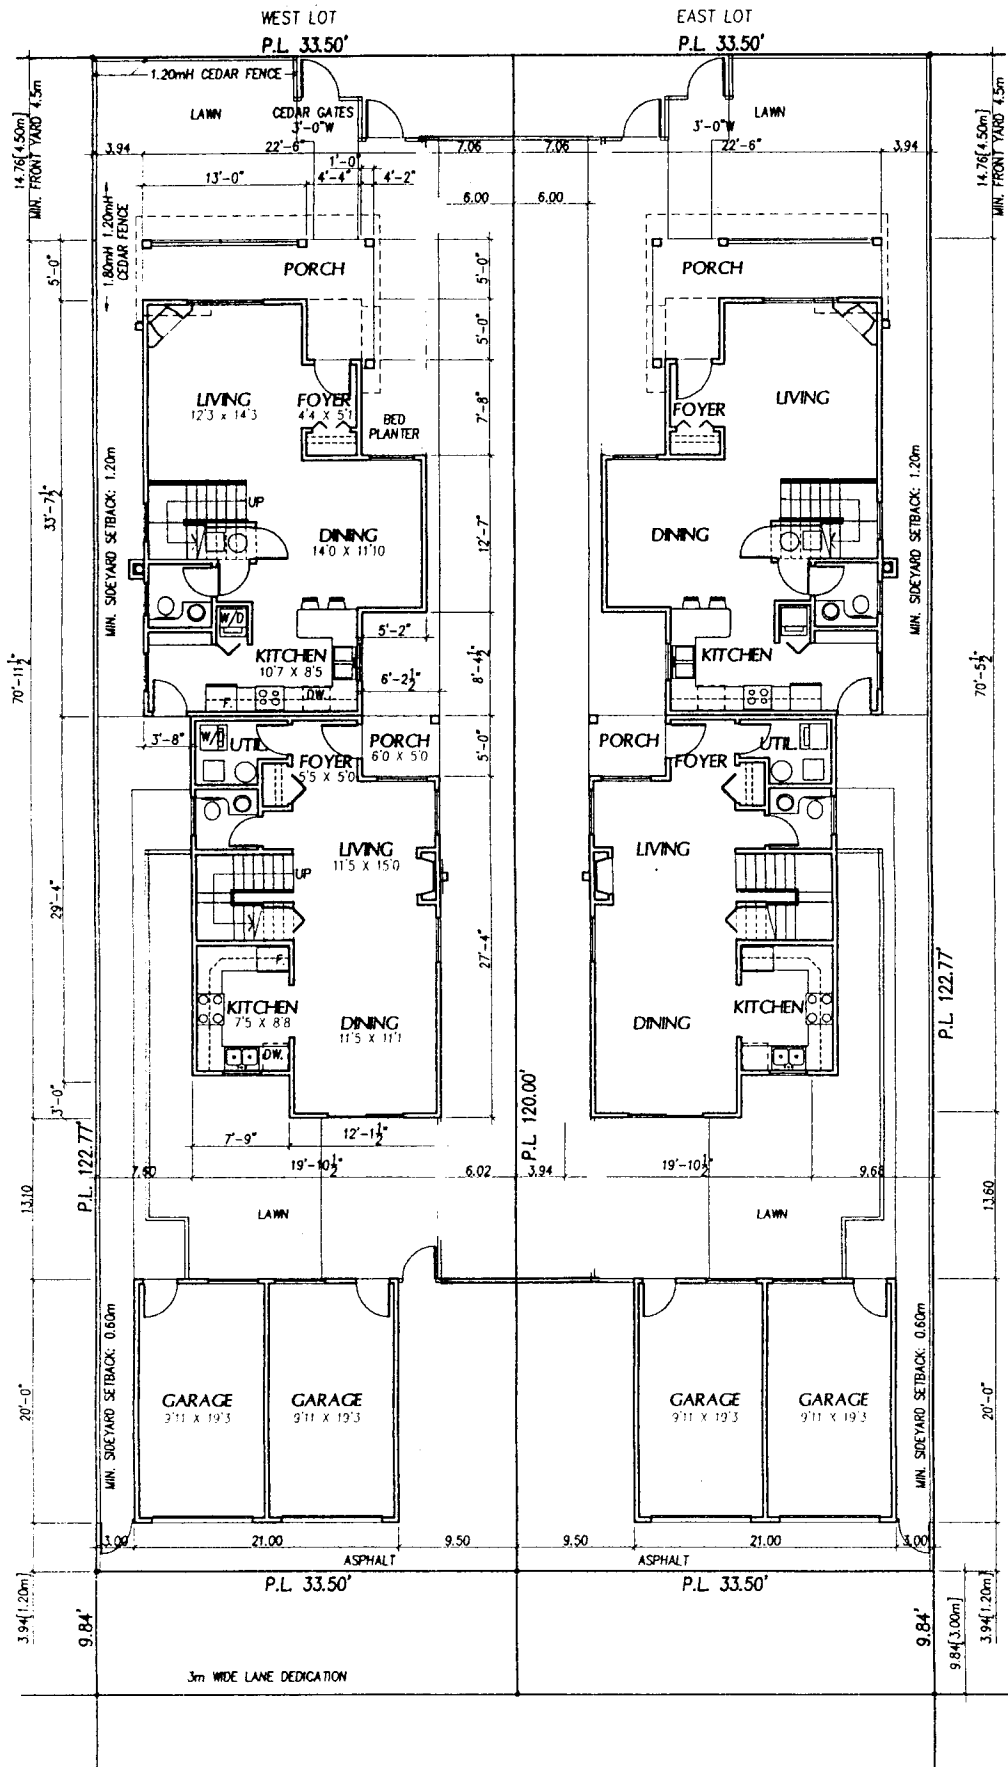 WEST LOT
EAST LOT
P.L. 33.50'
P.L. 33.50'
1.20mH CEDAR FENCE
LAWN
CEDAR GATES
3'-0"W
3'-0"W
LAWN
14.76[4.50m]
MIN. FRONT YARD 4.5m
14.76[4.50m]
MIN. FRONT YARD 4.5m
3.94
22'-6"
7.06
7.06
22'-6"
3.94
1'-0"
13'-0"
4'-4"
4'-2"
6.00
6.00
1.80mH 1.20mH
CEDAR FENCE
5'-0"
PORCH
5'-0"
PORCH
5'-0"
LIVING
12'3 x 14'3
FOYER
4'4 X 5'1
BED
PLANTER
7'-8"
FOYER
LIVING
MIN. SIDEYARD SETBACK: 1.20m
MIN. SIDEYARD SETBACK: 1.20m
33'-7½"
UP
DINING
14'0 X 11'10
12'-7"
DINING
W/D
5'-2"
KITCHEN
10'7 X 8'5
8'-4½"
KITCHEN
6'-2½"
F.
DW.
70'-11½"
70'-5½"
3'-8"
W/D
UTIL.
FOYER
5'5 X 5'0
PORCH
6'0 X 5'0
5'-0"
PORCH
FOYER
UTIL.
LIVING
11'5 X 15'0
LIVING
UP
29'-4"
27'-4"
F.
KITCHEN
7'5 X 8'8
DINING
11'5 X 11'1
DW.
DINING
KITCHEN
P.L. 122.77'
3'-0"
P.L. 120.00'
P.L. 122.77'
7'-9"
12'-1½"
19'-10½"
6.02
3.94
19'-10½"
9.68
13.10
13.60
LAWN
LAWN
MIN. SIDEYARD SETBACK: 0.60m
MIN. SIDEYARD SETBACK: 0.60m
20'-0"
GARAGE
9'11 X 19'3
GARAGE
9'11 X 19'3
GARAGE
9'11 X 19'3
GARAGE
9'11 X 19'3
20'-0"
3.00
21.00
9.50
9.50
21.00
3.00
ASPHALT
ASPHALT
P.L. 33.50'
P.L. 33.50'
3.94[1.20m]
9.84'
9.84'
9.84[3.00m]
3.94[1.20m]
3m WIDE LANE DEDICATION